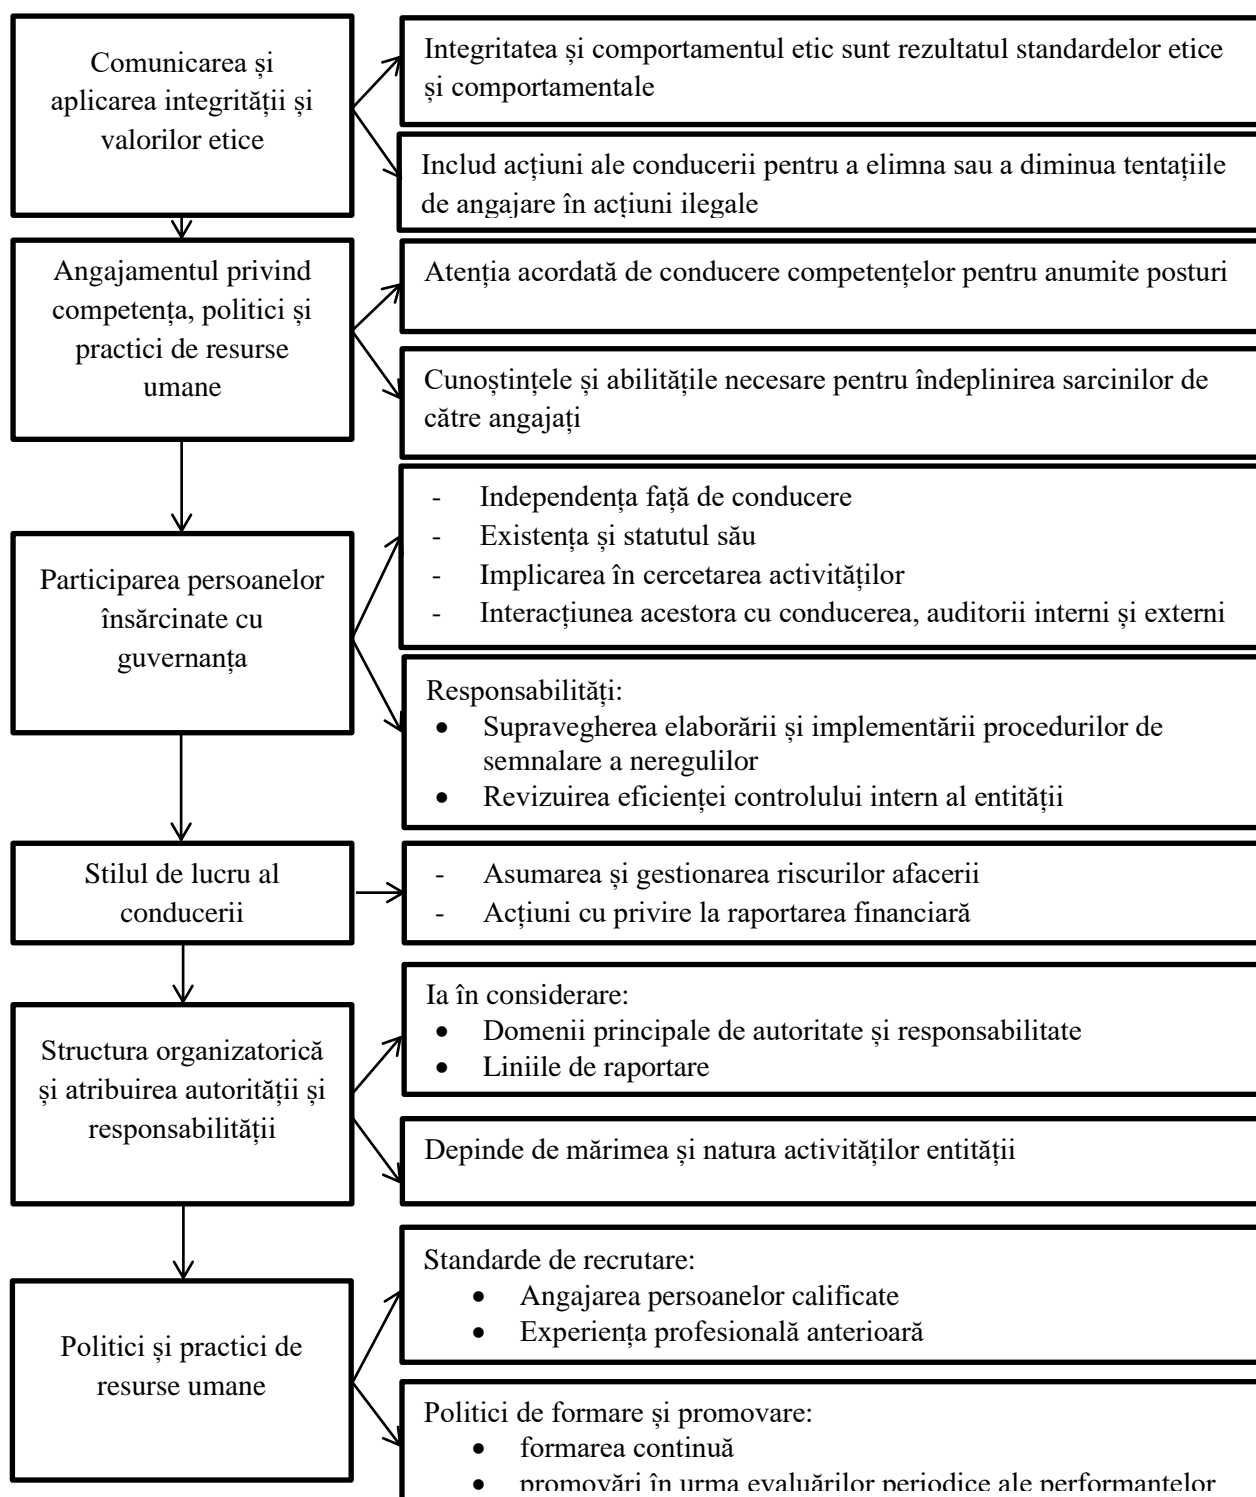 Comunicarea și
aplicarea integrității și
valorilor etice
Integritatea și comportamentul etic sunt rezultatul standardelor etice
și comportamentale
Includ acțiuni ale conducerii pentru a elimna sau a diminua tentațiile
de angajare în acțiuni ilegale
Angajamentul privind
competența, politici și
practici de resurse
umane
Atenția acordată de conducere competențelor pentru anumite posturi
Cunoștințele și abilitățile necesare pentru îndeplinirea sarcinilor de
către angajați
Participarea persoanelor
însărcinate cu
guvernanța
- Independența față de conducere
- Existența și statutul său
- Implicarea în cercetarea activităților
- Interacțiunea acestora cu conducerea, auditorii interni și externi
Responsabilități:
• Supravegherea elaborării și implementării procedurilor de
semnalare a neregulilor
• Revizuirea eficienței controlului intern al entității
Stilul de lucru al
conducerii
- Asumarea și gestionarea riscurilor afacerii
- Acțiuni cu privire la raportarea financiară
Structura organizatorică
și atribuirea autorității și
responsabilității
Ia în considerare:
• Domenii principale de autoritate și responsabilitate
• Liniile de raportare
Depinde de mărimea și natura activităților entității
Politici și practici de
resurse umane
Standarde de recrutare:
• Angajarea persoanelor calificate
• Experiența profesională anterioară
Politici de formare și promovare:
• formarea continuă
• promovări în urma evaluărilor periodice ale performanțelor